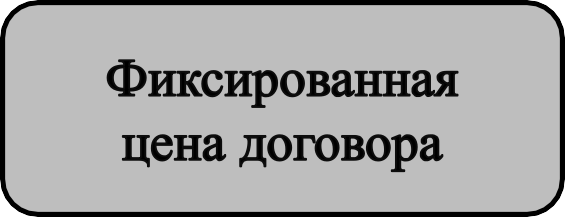 Фиксированная
цена договора